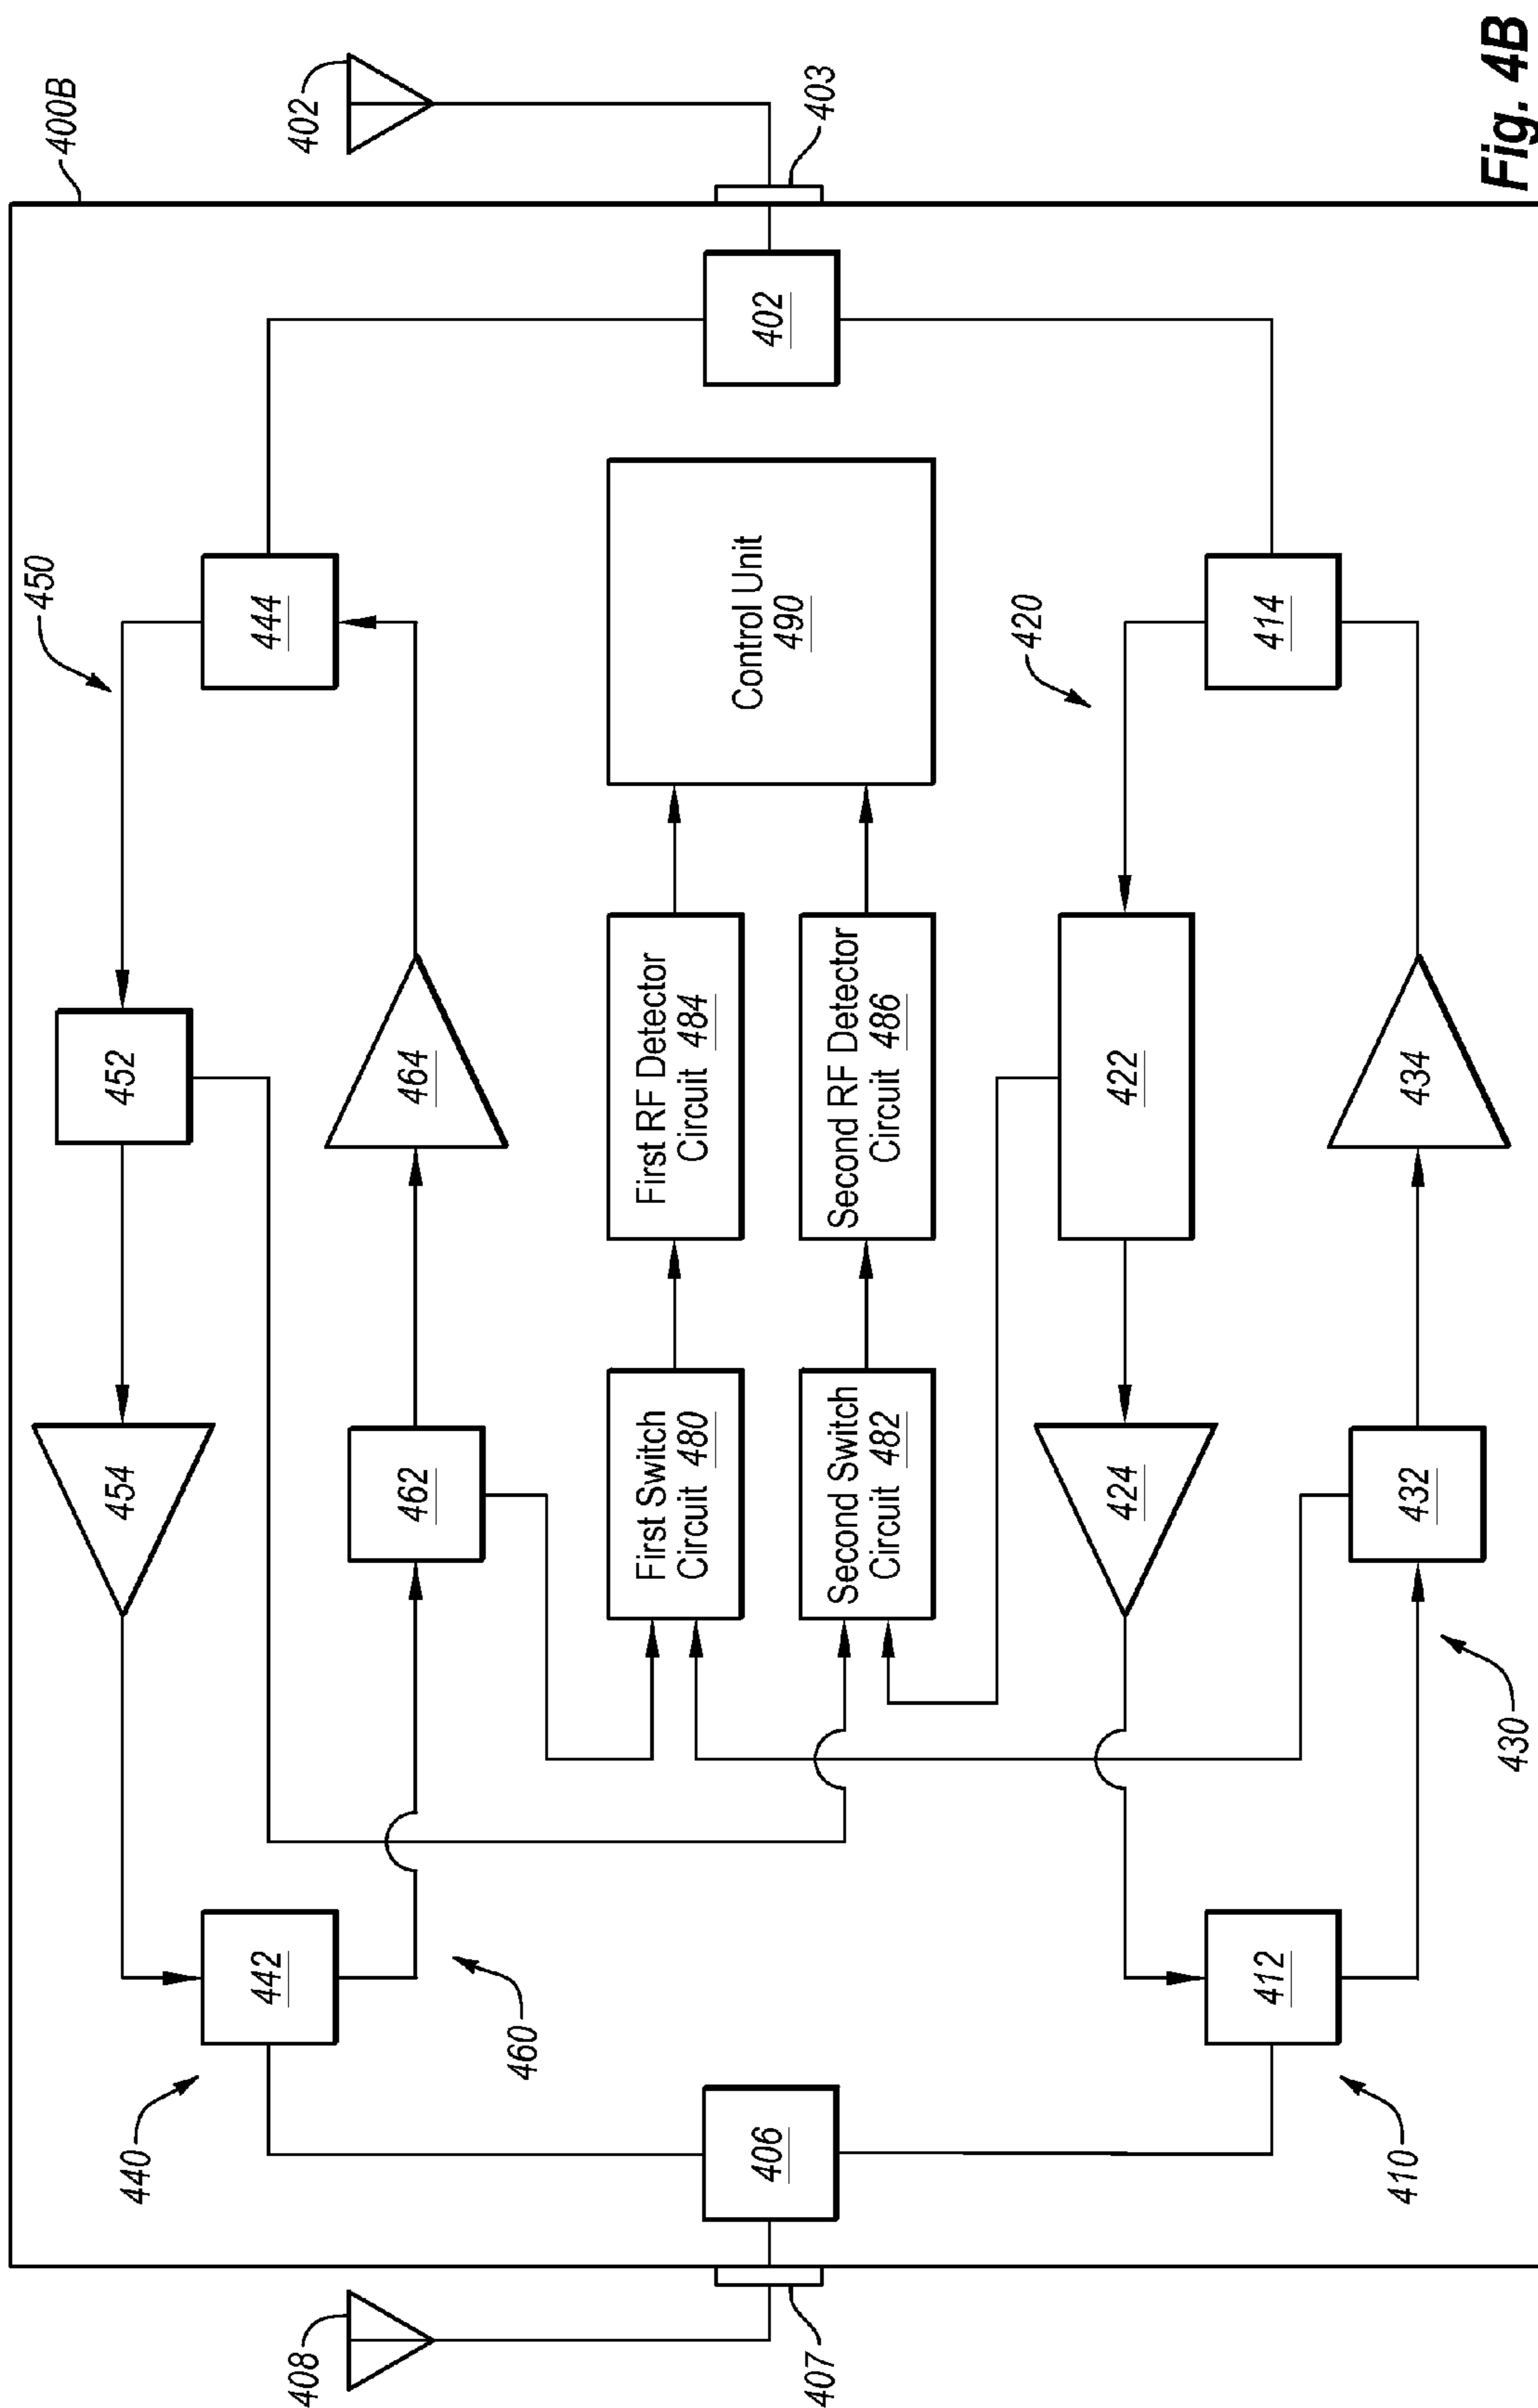 400B
402
403
408
407
440
450
442
444
452
454
460
462
464
406
402
First Switch
Circuit 480
First RF Detector
Circuit 484
Second Switch
Circuit 482
Second RF Detector
Circuit 486
Control Unit
490
420
422
424
412
414
410
430
432
434
Fig. 4B